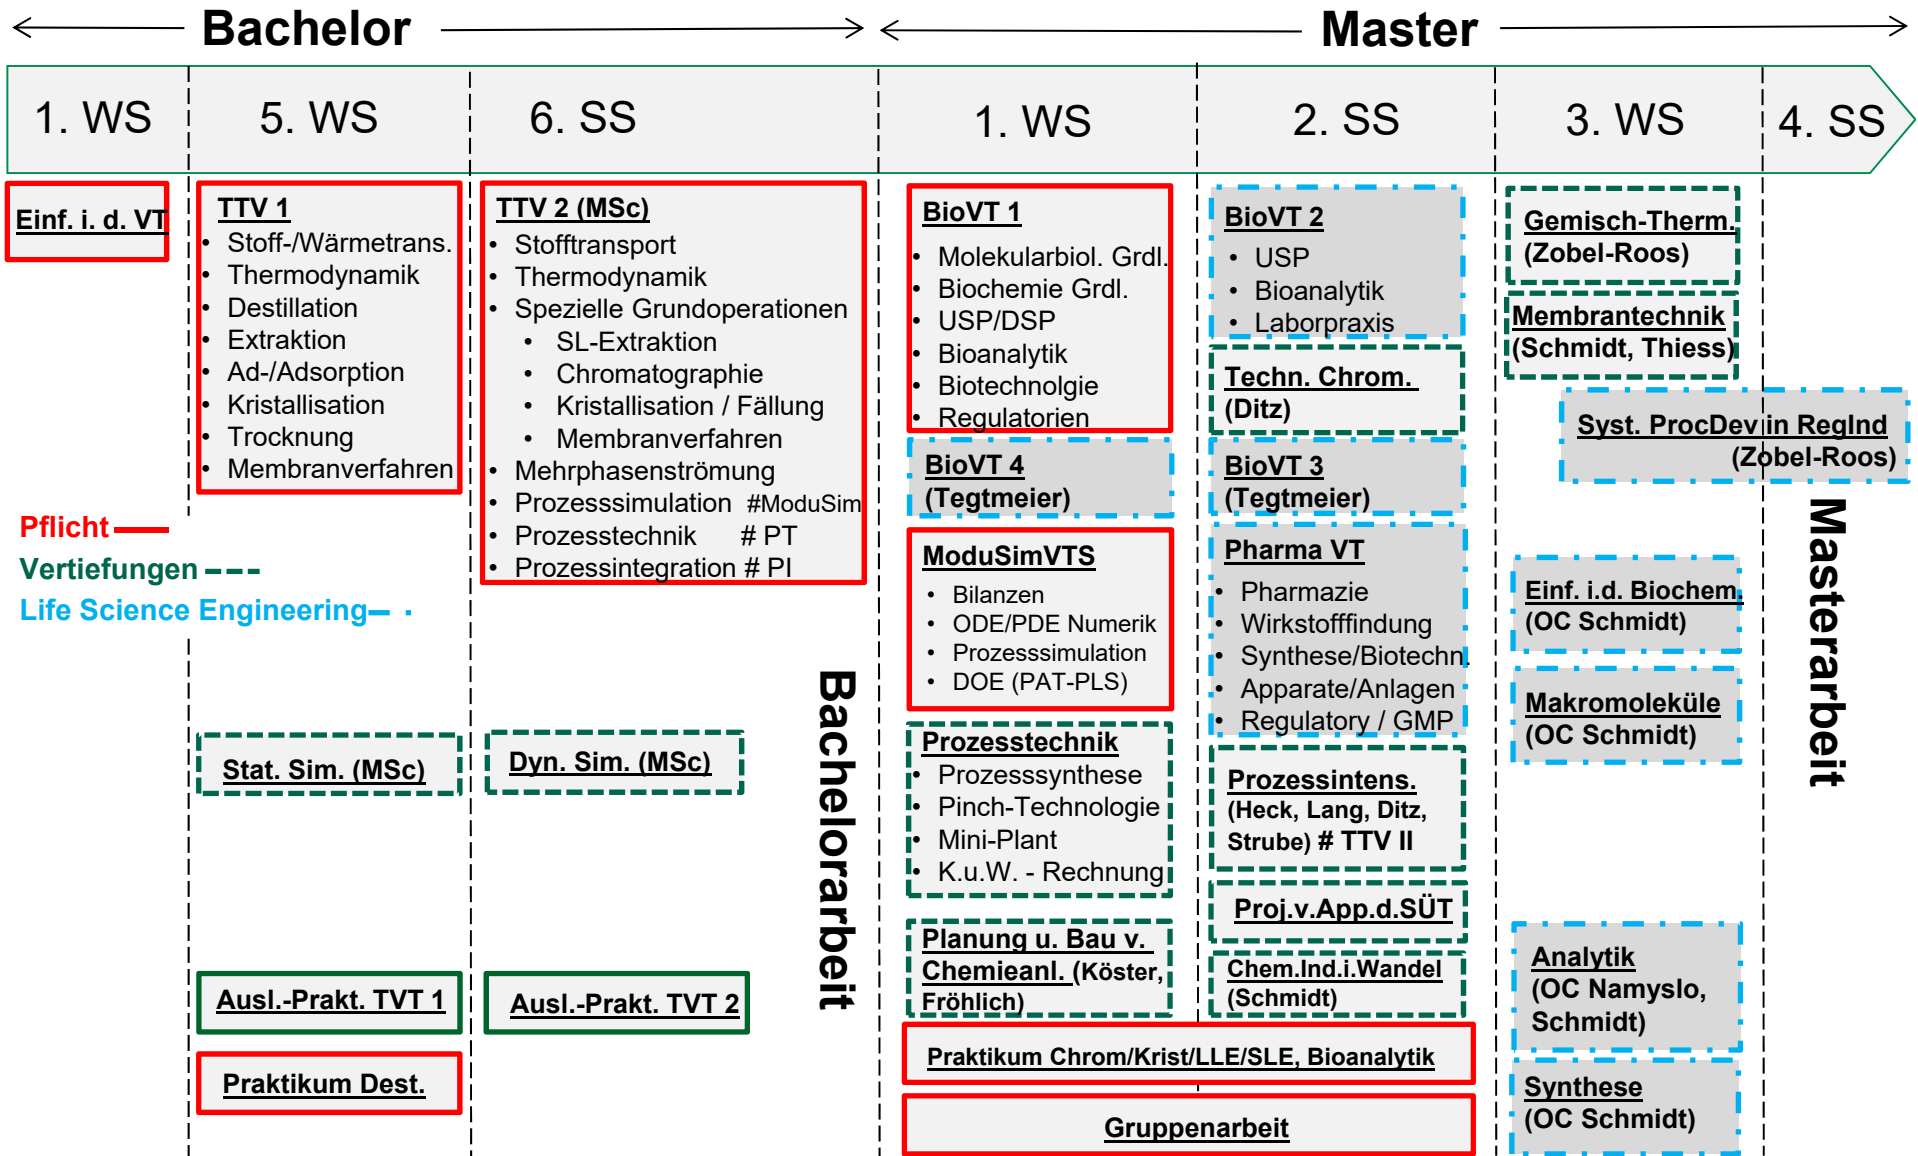 Bachelor
Master
1. WS
5. WS
6. SS
1. WS
2. SS
3. WS
4. SS
Einf. i. d. VT
TTV 1
• Stoff-/Wärmetrans.
• Thermodynamik
• Destillation
• Extraktion
• Ad-/Adsorption
• Kristallisation
• Trocknung
• Membranverfahren
TTV 2 (MSc)
• Stofftransport
• Thermodynamik
• Spezielle Grundoperationen
• SL-Extraktion
• Chromatographie
• Kristallisation / Fällung
• Membranverfahren
• Mehrphasenströmung
• Prozesssimulation #ModuSim
• Prozesstechnik # PT
• Prozessintegration # PI
Pflicht
Vertiefungen
Life Science Engineering
Stat. Sim. (MSc)
Dyn. Sim. (MSc)
Ausl.-Prakt. TVT 1
Ausl.-Prakt. TVT 2
Praktikum Dest.
Bachelorarbeit
BioVT 1
• Molekularbiol. Grdl.
• Biochemie Grdl.
• USP/DSP
• Bioanalytik
• Biotechnolgie
• Regulatorien
BioVT 4
(Tegtmeier)
ModuSimVTS
• Bilanzen
• ODE/PDE Numerik
• Prozesssimulation
• DOE (PAT-PLS)
Prozesstechnik
• Prozesssynthese
• Pinch-Technologie
• Mini-Plant
• K.u.W. - Rechnung
Planung u. Bau v.
Chemieanl. (Köster,
Fröhlich)
BioVT 2
• USP
• Bioanalytik
• Laborpraxis
Techn. Chrom.
(Ditz)
BioVT 3
(Tegtmeier)
Pharma VT
• Pharmazie
• Wirkstofffindung
• Synthese/Biotechn.
• Apparate/Anlagen
• Regulatory / GMP
Prozessintens.
(Heck, Lang, Ditz,
Strube) # TTV II
Proj.v.App.d.SÜT
Chem.Ind.i.Wandel
(Schmidt)
Praktikum Chrom/Krist/LLE/SLE, Bioanalytik
Gruppenarbeit
Gemisch-Therm.
(Zobel-Roos)
Membrantechnik
(Schmidt, Thiess)
Syst. ProcDev in RegInd
(Zobel-Roos)
Einf. i.d. Biochem.
(OC Schmidt)
Makromoleküle
(OC Schmidt)
Analytik
(OC Namyslo,
Schmidt)
Synthese
(OC Schmidt)
Masterarbeit